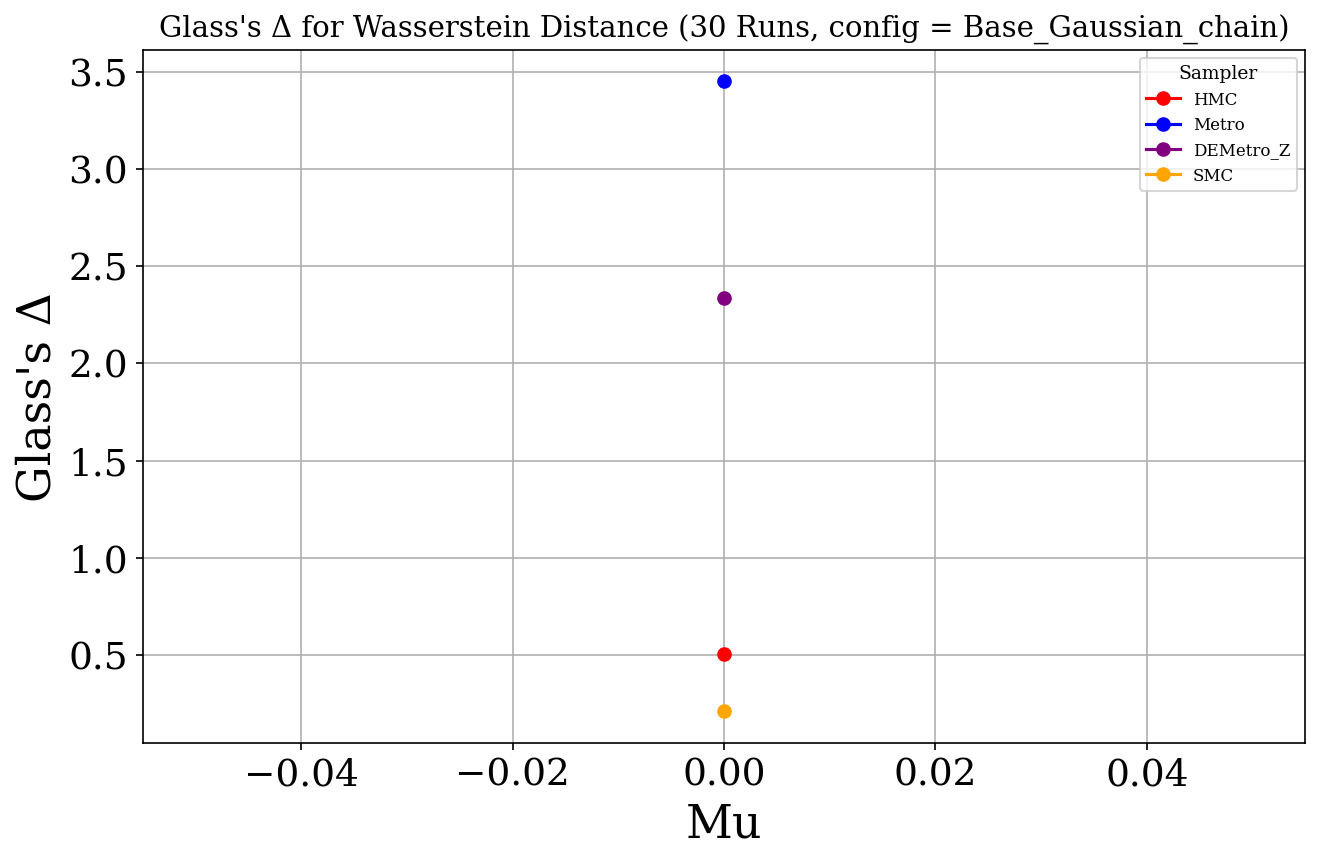 Glass's Δ for Wasserstein Distance (30 Runs, config = Base_Gaussian_chain)
Sampler
HMC
Metro
DEMetro_Z
SMC
Glass's Δ
3.5
3.0
2.5
2.0
1.5
1.0
0.5
−0.04
−0.02
0.00
0.02
0.04
Mu